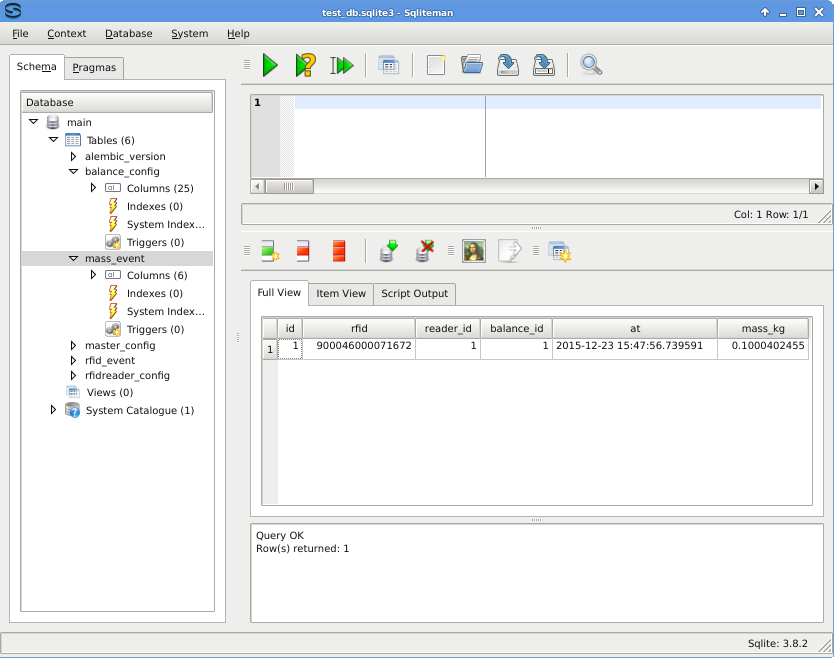 test_db.sqlite3 - Sqliteman
File Context Database System Help
Schema Pragmas
Database
main
Tables (6)
alembic_version
balance_config
Columns (25)
Indexes (0)
System Index...
Triggers (0)
mass_event
Columns (6)
Indexes (0)
System Index...
Triggers (0)
master_config
rfid_event
rfidreader_config
Views (0)
System Catalogue (1)
1
Col: 1 Row: 1/1
Full View Item View Script Output
id rfid reader_id balance_id at mass_kg
1 1 900046000071672 1 1 2015-12-23 15:47:56.739591 0.1000402455
Query OK
Row(s) returned: 1
Sqlite: 3.8.2